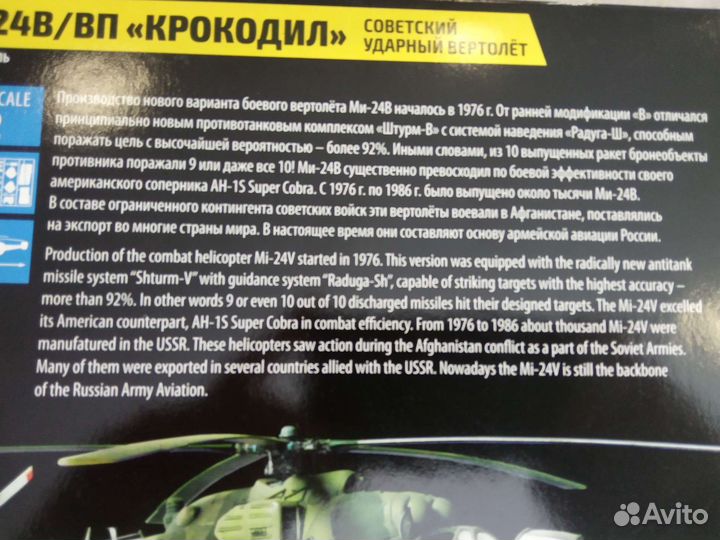 24В/ВП «КРОКОДИЛ»
СОВЕТСКИЙ
УДАРНЫЙ ВЕРТОЛЁТ
SCALE
Производство нового варианта боевого вертолёта Ми-24В началось в 1976 г. От ранней модификации «В» отличался
принципиально новым противотанковым комплексом «Штурм-В» с системой наведения «Радуга-Ш», способным
поражать цель с высочайшей вероятностью – более 92%. Иными словами, из 10 выпущенных ракет бронеобъекты
противника поражали 9 или даже все 10! Ми-24В существенно превосходил по боевой эффективности своего
американского соперника AH-1S Super Cobra. С 1976 г. по 1986 г. было выпущено около тысячи Ми-24В.
В составе ограниченного контингента советских войск эти вертолёты воевали в Афганистане, поставлялись
на экспорт во многие страны мира. В настоящее время они составляют основу армейской авиации России.
Production of the combat helicopter Mi-24V started in 1976. This version was equipped with the radically new antitank
missile system "Shturm-V" with guidance system "Raduga-Sh", capable of striking targets with the highest accuracy –
more than 92%. In other words 9 or even 10 out of 10 discharged missiles hit their designed targets. The Mi-24V excelled
its American counterpart, AH-1S Super Cobra in combat efficiency. From 1976 to 1986 about thousand Mi-24V were
manufatured in the USSR. These helicopters saw action during the Afghanistan conflict as a part of the Soviet Armies.
Many of them were exported in several countries allied with the USSR. Nowadays the Mi-24V is still the backbone
of the Russian Army Aviation.
Avito